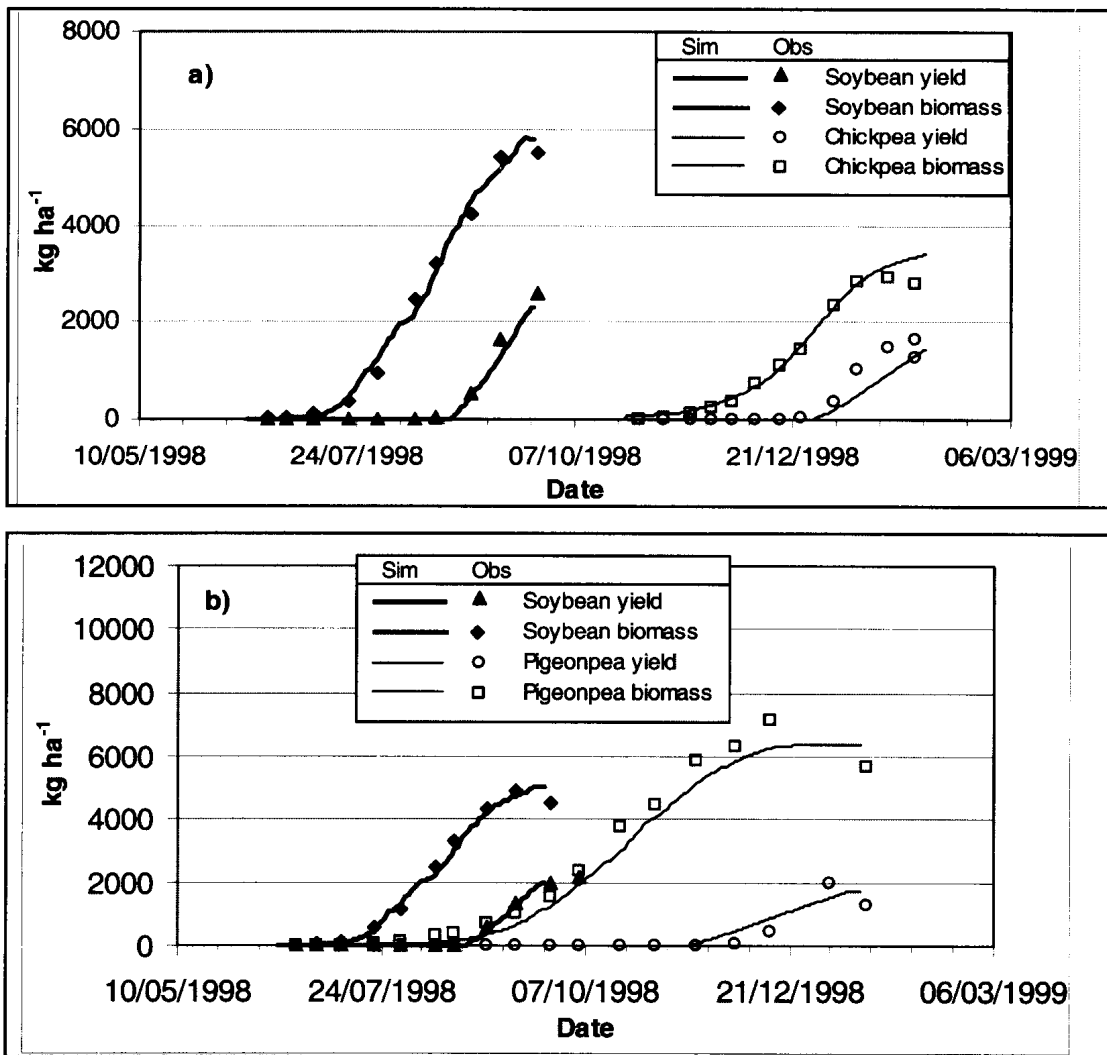 8000
6000
4000
2000
0
kg ha⁻¹
a)
Sim Obs
Soybean yield
Soybean biomass
Chickpea yield
Chickpea biomass
10/05/1998 24/07/1998 07/10/1998 21/12/1998 06/03/1999
Date
12000
10000
8000
6000
4000
2000
0
kg ha⁻¹
b)
Sim Obs
Soybean yield
Soybean biomass
Pigeonpea yield
Pigeonpea biomass
10/05/1998 24/07/1998 07/10/1998 21/12/1998 06/03/1999
Date